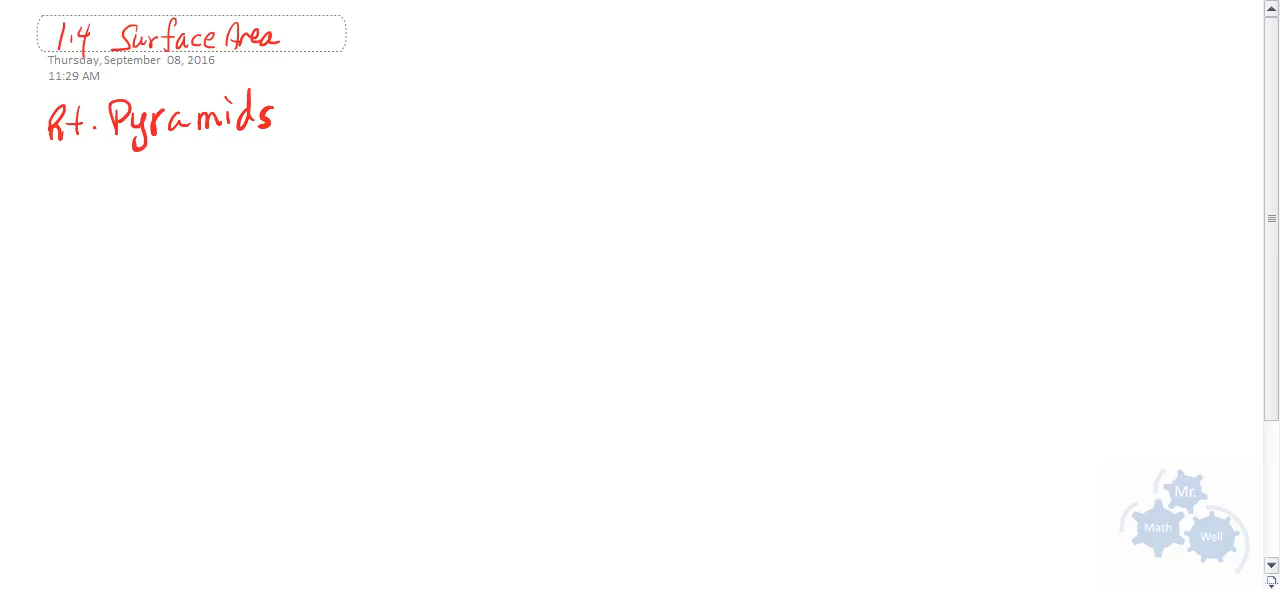 1.4 Surface Area
Thursday, September 08, 2016
11:29 AM
Rt. Pyramids
Mr.
Math
Well